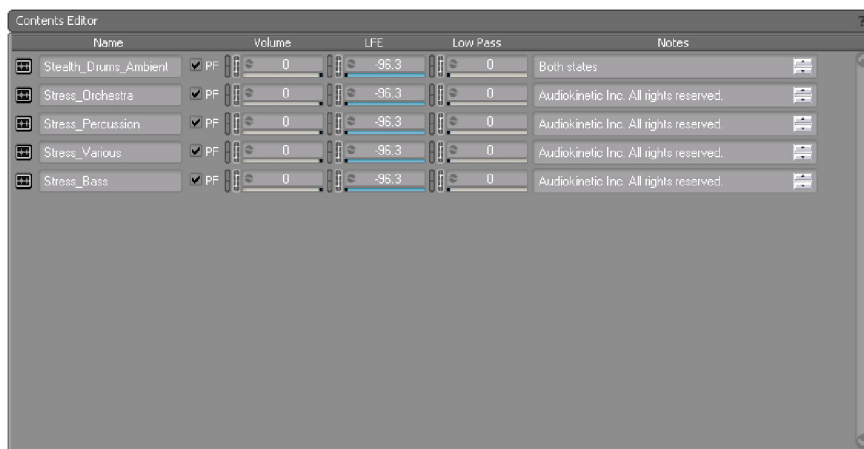 Contents Editor ?
Name Volume LFE Low Pass Notes
Stealth_Drums_Ambient PF 0 -96.3 0 Both states
Stress_Orchestra PF 0 -96.3 0 Audiokinetic Inc. All rights reserved.
Stress_Percussion PF 0 -96.3 0 Audiokinetic Inc. All rights reserved.
Stress_Various PF 0 -96.3 0 Audiokinetic Inc. All rights reserved.
Stress_Bass PF 0 -96.3 0 Audiokinetic Inc. All rights reserved.